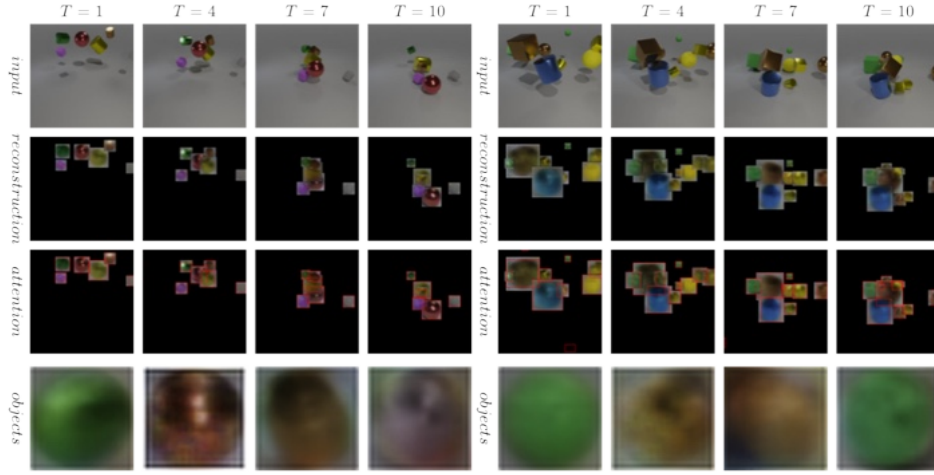 T = 1 T = 4 T = 7 T = 10 T = 1 T = 4 T = 7 T = 10
input input
reconstruction reconstruction
attention attention
objects objects